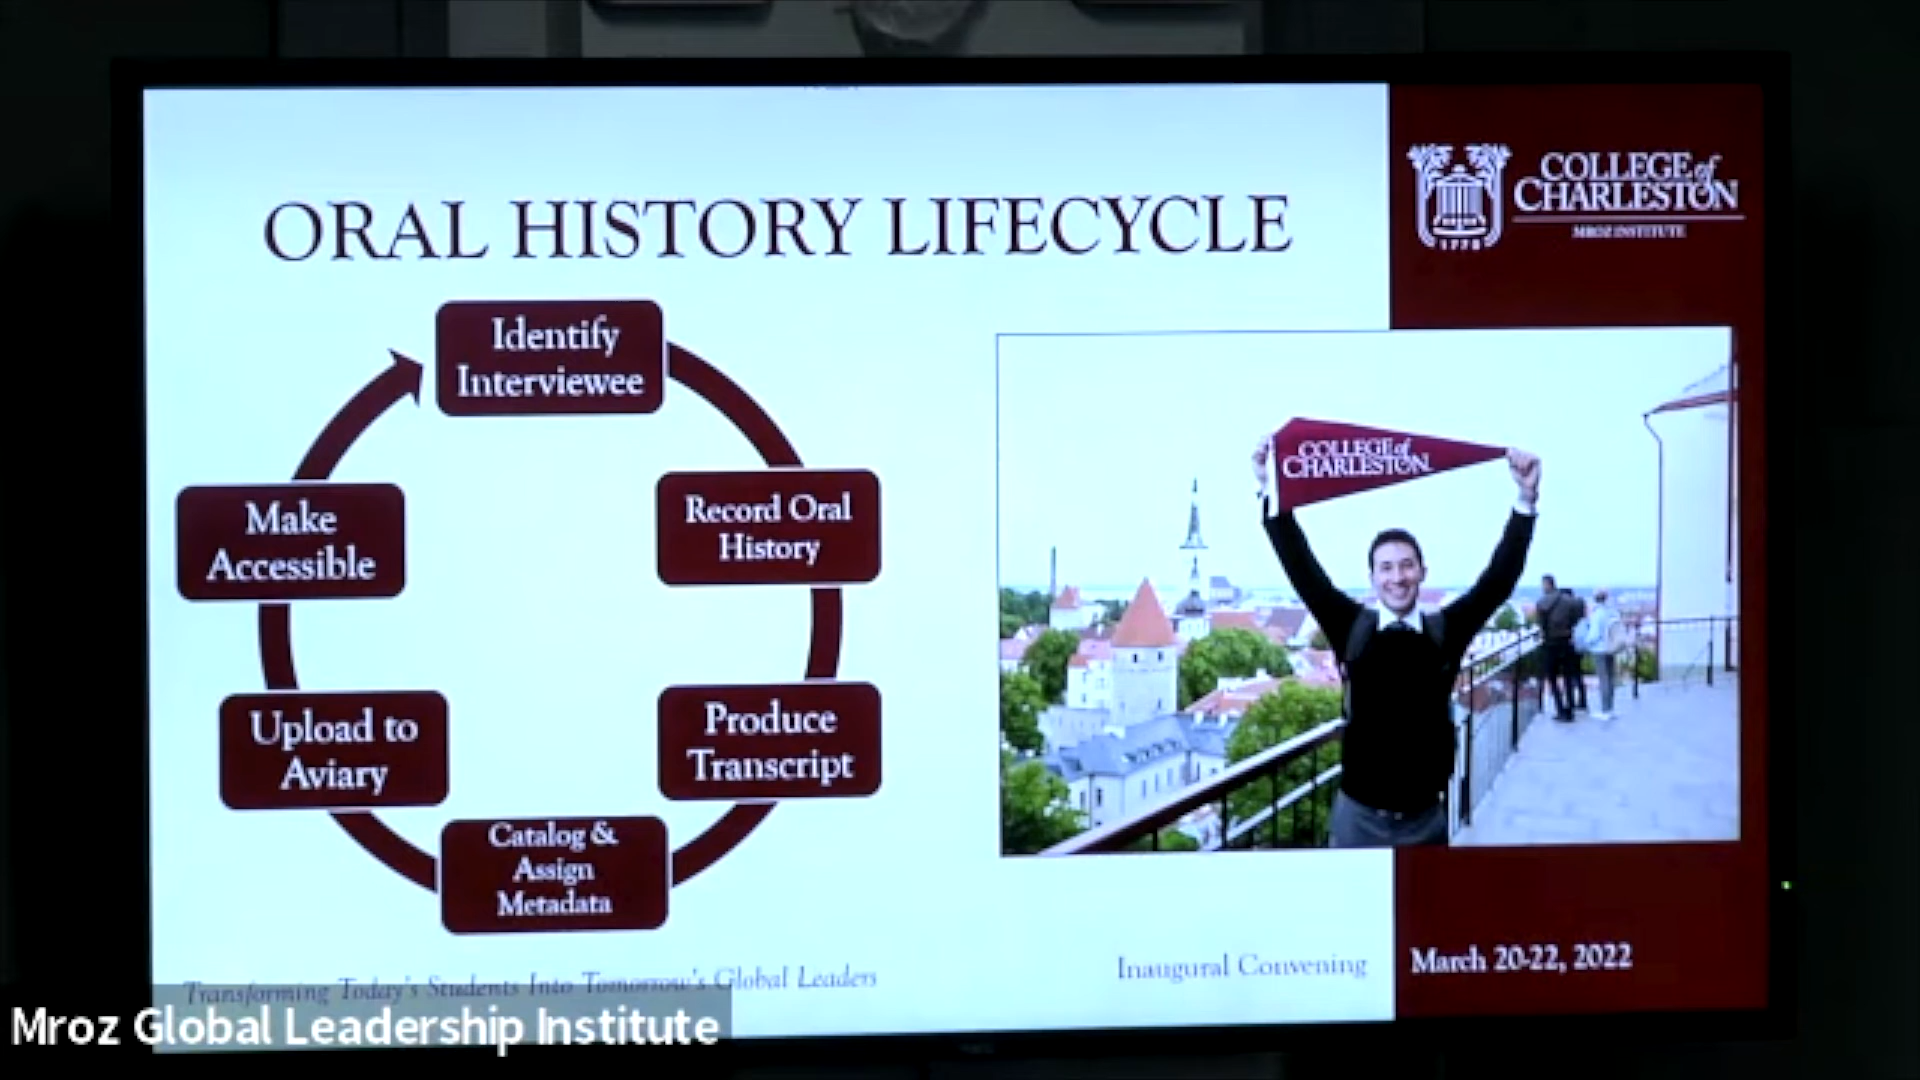 COLLEGE of
CHARLESTON
MROZ INSTITUTE
1770
ORAL HISTORY LIFECYCLE
Identify
Interviewee
Record Oral
History
Produce
Transcript
Catalog &
Assign
Metadata
Upload to
Aviary
Make
Accessible
COLLEGE of
CHARLESTON
Transforming Today's Students Into Tomorrow's Global Leaders
Inaugural Convening
March 20-22, 2022
Mroz Global Leadership Institute